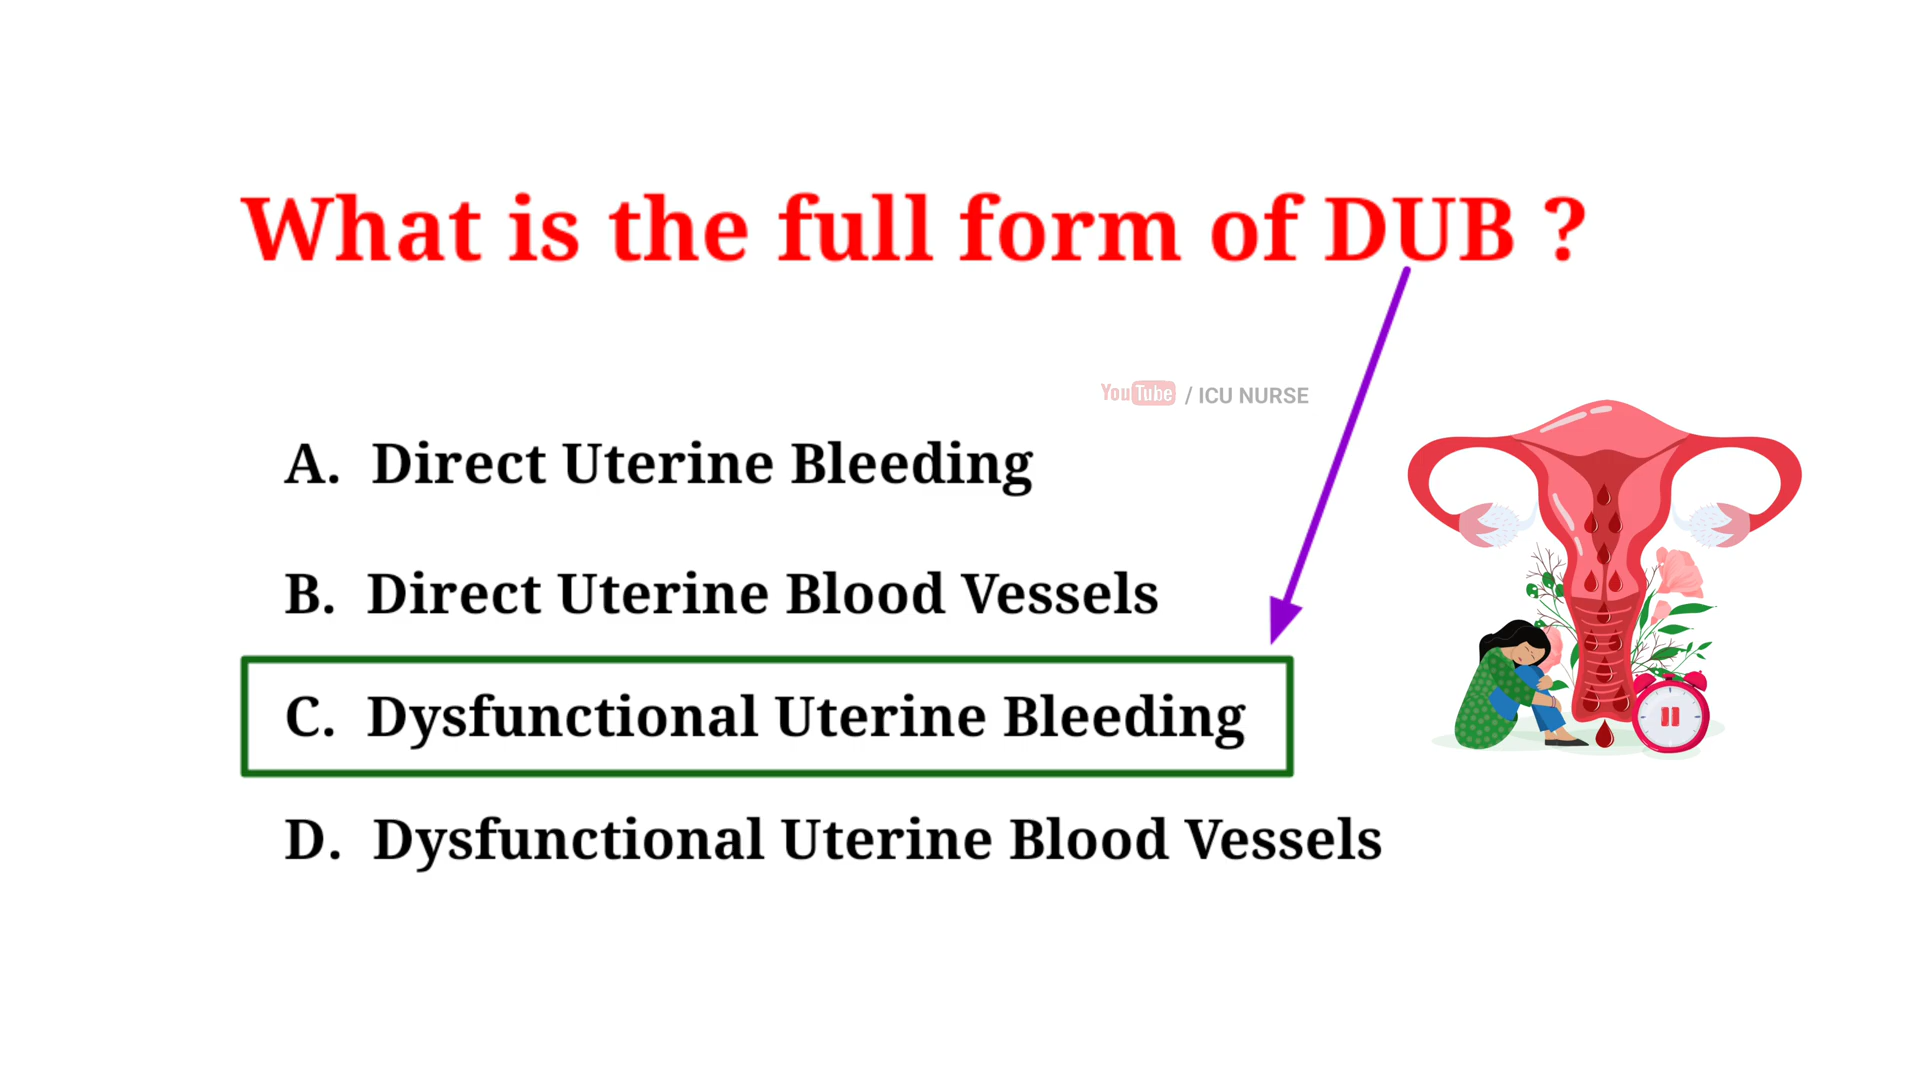 What is the full form of DUB ?
YouTube / ICU NURSE
A. Direct Uterine Bleeding
B. Direct Uterine Blood Vessels
C. Dysfunctional Uterine Bleeding
D. Dysfunctional Uterine Blood Vessels